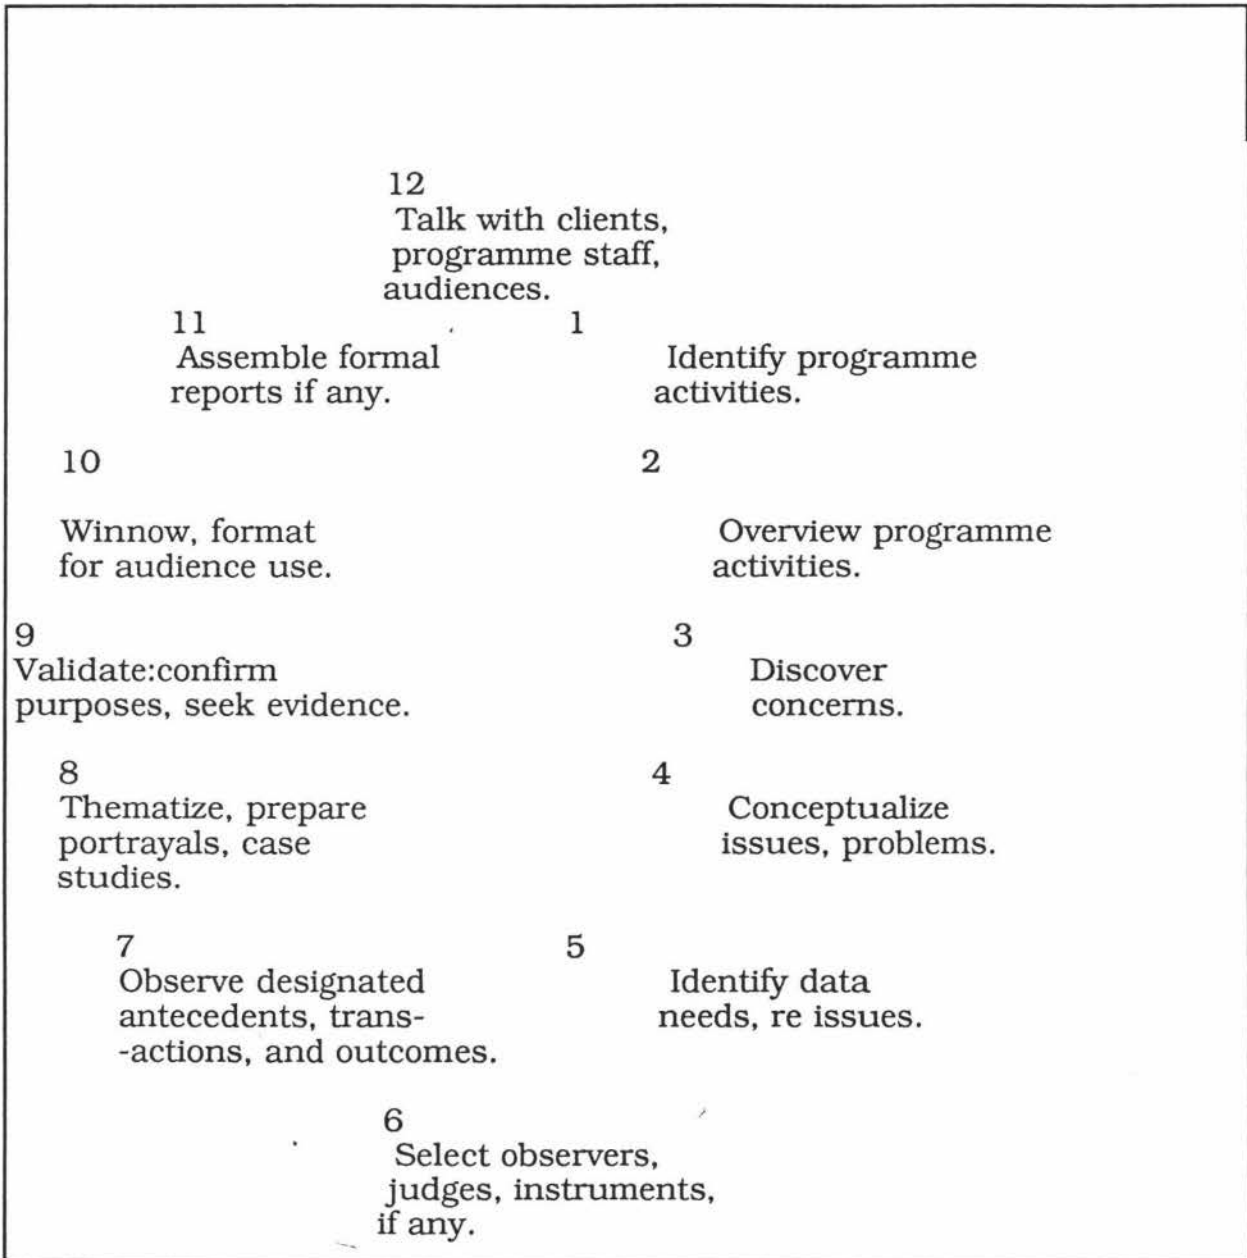 12
Talk with clients,
programme staff,
audiences.
11
Assemble formal
reports if any.
1
Identify programme
activities.
10
Winnow, format
for audience use.
2
Overview programme
activities.
9
Validate:confirm
purposes, seek evidence.
3
Discover
concerns.
8
Thematize, prepare
portrayals, case
studies.
4
Conceptualize
issues, problems.
7
Observe designated
antecedents, trans-
-actions, and outcomes.
5
Identify data
needs, re issues.
6
Select observers,
judges, instruments,
if any.